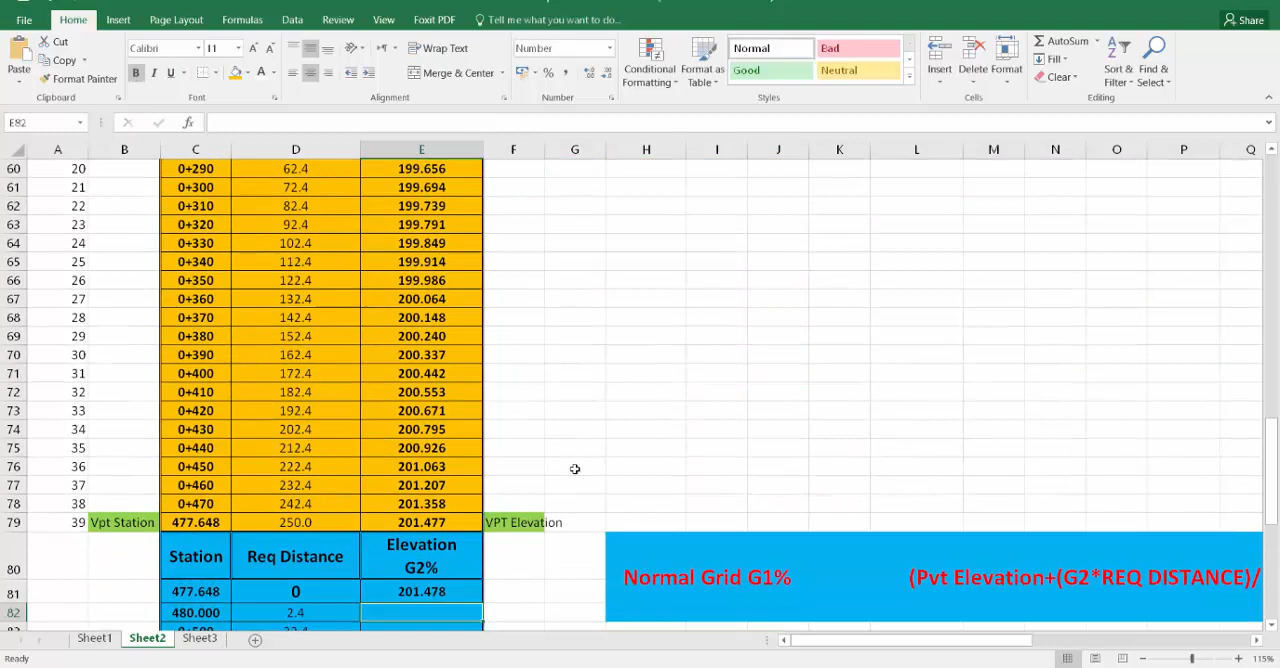 File Home Insert Page Layout Formulas Data Review View Foxit PDF Tell me what you want to do... Share
Paste Cut Copy Format Painter Clipboard
Calibri 11 A A B I U A Font
Wrap Text Merge & Center Alignment
Number % , Number
Conditional Formatting Format as Table Normal Bad Good Neutral Styles
Insert Delete Format Cells
AutoSum Fill Clear Sort & Filter Find & Select Editing
E82 fx
A B C D E F G H I J K L M N O P Q
60 20 0+290 62.4 199.656
61 21 0+300 72.4 199.694
62 22 0+310 82.4 199.739
63 23 0+320 92.4 199.791
64 24 0+330 102.4 199.849
65 25 0+340 112.4 199.914
66 26 0+350 122.4 199.986
67 27 0+360 132.4 200.064
68 28 0+370 142.4 200.148
69 29 0+380 152.4 200.240
70 30 0+390 162.4 200.337
71 31 0+400 172.4 200.442
72 32 0+410 182.4 200.553
73 33 0+420 192.4 200.671
74 34 0+430 202.4 200.795
75 35 0+440 212.4 200.926
76 36 0+450 222.4 201.063
77 37 0+460 232.4 201.207
78 38 0+470 242.4 201.358
79 39 Vpt Station 477.648 250.0 201.477 VPT Elevation
80 Station Req Distance Elevation G2% Normal Grid G1% (Pvt Elevation+(G2*REQ DISTANCE)/
81 477.648 0 201.478
82 480.000 2.4
Sheet1 Sheet2 Sheet3
Ready 115%